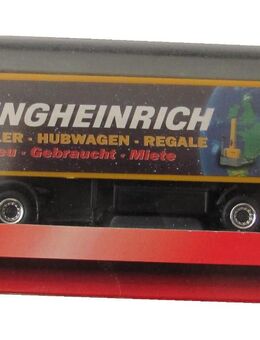 NGHEINRICH
LER - HUBWAGEN - REGALE
eu - Gebraucht - Miete